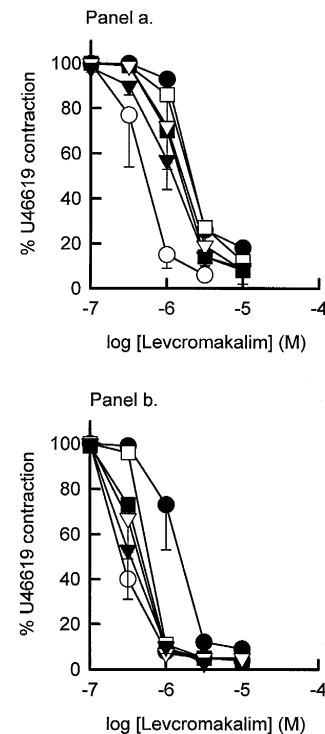 Panel a.
100
80
60
40
20
0
% U46619 contraction
-7 -6 -5 -4
log [Levcromakalim] (M)
Panel b.
100
80
60
40
20
0
% U46619 contraction
-7 -6 -5 -4
log [Levcromakalim] (M)